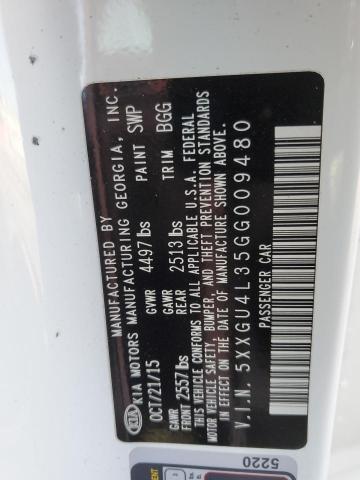 MANUFACTURED BY
KIA KIA MOTORS MANUFACTURING GEORGIA, INC.
OCT/21/15 GVWR 4497 lbs PAINT SWP
GAWR FRONT 2557 lbs GAWR REAR 2513 lbs TRIM BGG
THIS VEHICLE CONFORMS TO ALL APPLICABLE U.S.A. FEDERAL
MOTOR VEHICLE SAFETY, BUMPER, AND THEFT PREVENTION STANDARDS
IN EFFECT ON THE DATE OF MANUFACTURE SHOWN ABOVE.
V.I.N. 5XXGU4L35GG009480
PASSENGER CAR
5220